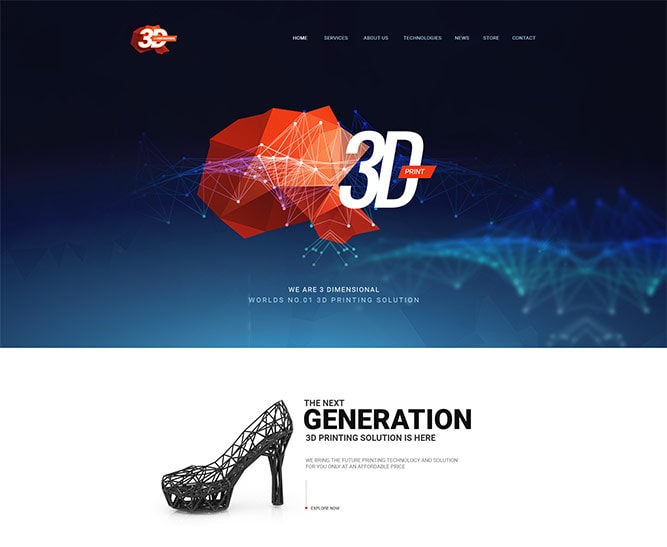 3D
HOME SERVICES ABOUT US TECHNOLOGIES NEWS STORE CONTACT
3D
PRINT
WE ARE 3 DIMENSIONAL
WORLDS NO.01 3D PRINTING SOLUTION
THE NEXT
GENERATION
3D PRINTING SOLUTION IS HERE
WE BRING THE FUTURE PRINTING TECHNOLOGY AND SOLUTION
FOR YOU ONLY AT AN AFFORDABLE PRICE
EXPLORE NOW